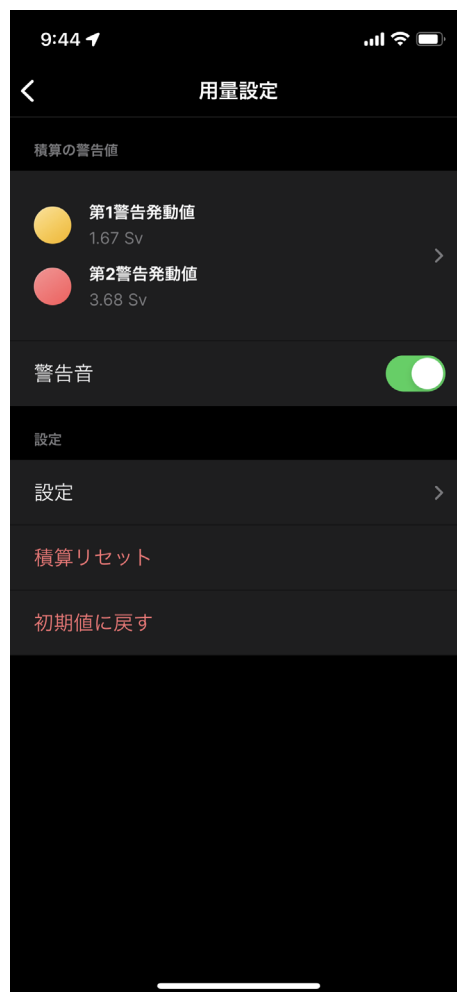 9:44
用量設定
積算の警告値
第1警告発動値
1.67 Sv
第2警告発動値
3.68 Sv
警告音
設定
設定
積算リセット
初期値に戻す